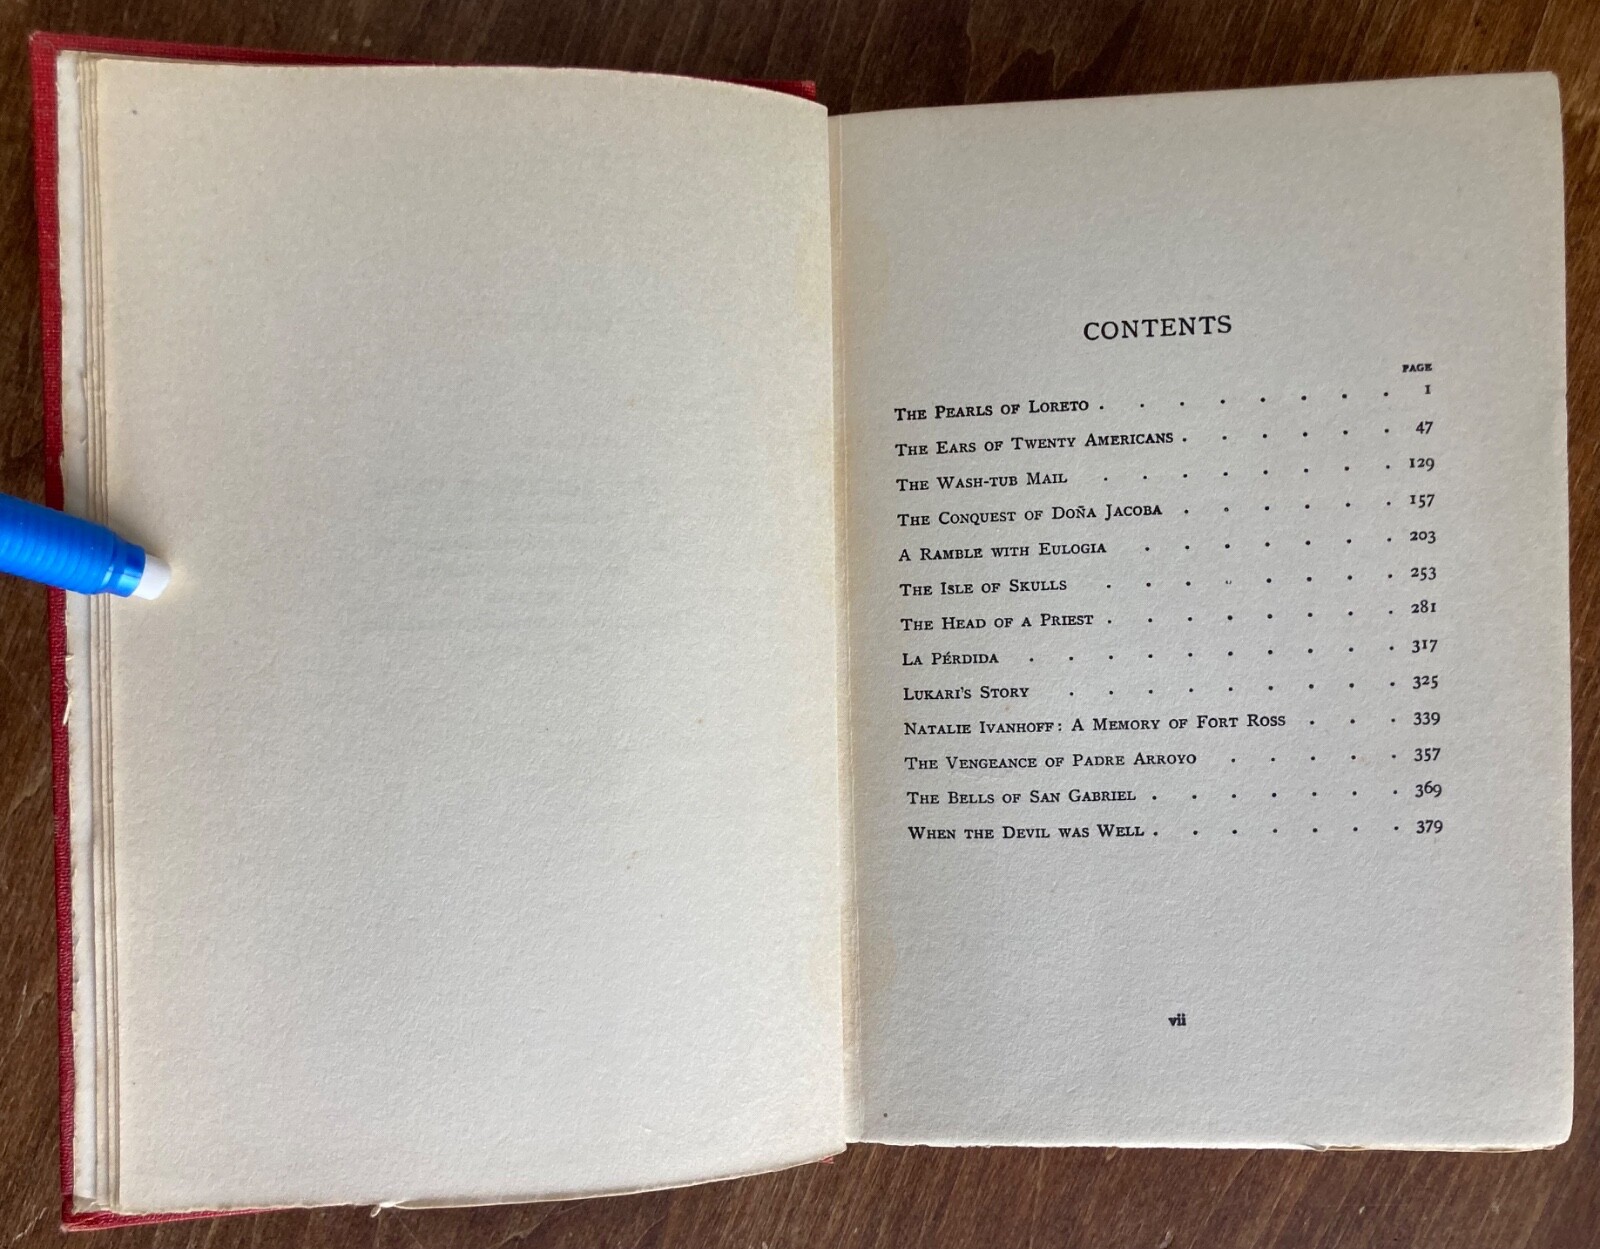 CONTENTS
PAGE
THE PEARLS OF LORETO . . . . . . . . 1
THE EARS OF TWENTY AMERICANS . . . . . . 47
THE WASH-TUB MAIL . . . . . . . . 129
THE CONQUEST OF DOÑA JACOBA . . . . . . 157
A RAMBLE WITH EULOGIA . . . . . . . 203
THE ISLE OF SKULLS . . . . . . . . 253
THE HEAD OF A PRIEST . . . . . . . . 281
LA PÉRDIDA . . . . . . . . . . 317
LUKARI'S STORY . . . . . . . . . 325
NATALIE IVANHOFF: A MEMORY OF FORT ROSS . . . 339
THE VENGEANCE OF PADRE ARROYO . . . . . 357
THE BELLS OF SAN GABRIEL . . . . . . . 369
WHEN THE DEVIL WAS WELL . . . . . . . 379
vii